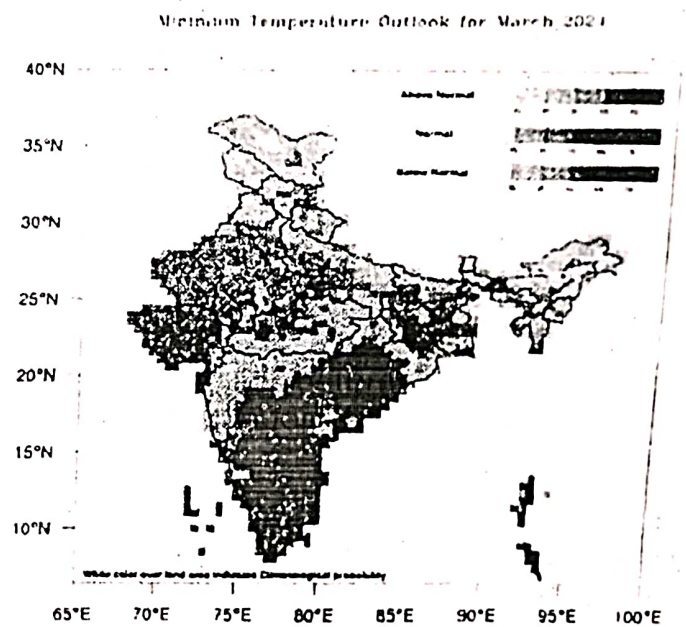 Minimum Temperature Outlook for March 2024
40°N
Above Normal
35°N
Normal
Below Normal
30°N
25°N
20°N
15°N
10°N
White color over land area indicates Climatological probability
65°E 70°E 75°E 80°E 85°E 90°E 95°E 100°E